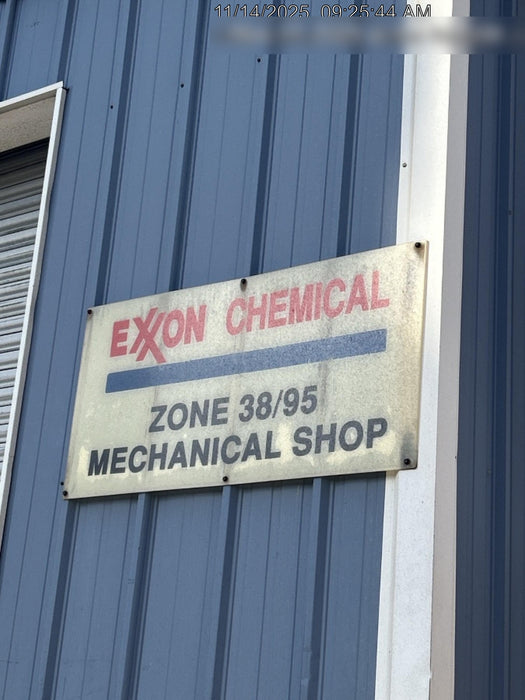 11/14/2025 09:25:44 AM
EXXON CHEMICAL
ZONE 38/95
MECHANICAL SHOP